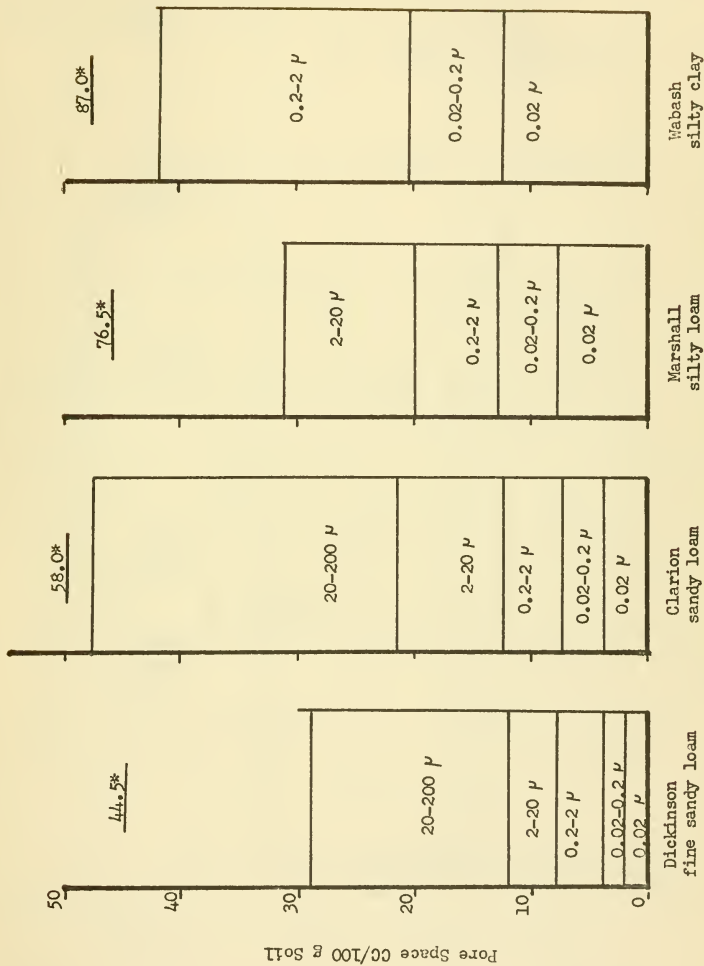 87.0*
0.2-2 μ
0.02-0.2 μ
0.02 μ
Wabash
silty clay
76.5*
2-20 μ
0.2-2 μ
0.02-0.2 μ
0.02 μ
Marshall
silty loam
58.0*
20-200 μ
2-20 μ
0.2-2 μ
0.02-0.2 μ
0.02 μ
Clarion
sandy loam
44.5*
20-200 μ
2-20 μ
0.2-2 μ
0.02-0.2 μ
0.02 μ
Dickinson
fine sandy loam
50
40
30
20
10
0
Pore Space CC/100 g Soil